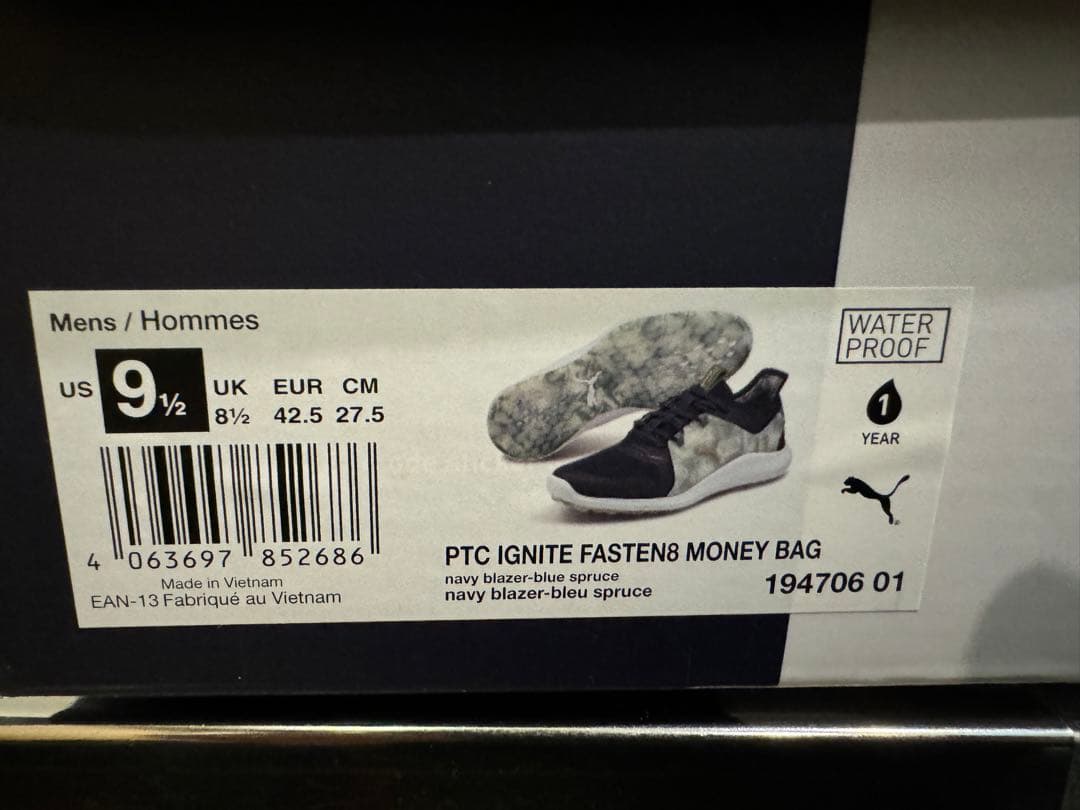 Mens / Hommes
US 9½
UK EUR CM
8½ 42.5 27.5
4 063697 852686
Made in Vietnam
EAN-13 Fabriqué au Vietnam
WATER
PROOF
1
YEAR
PTC IGNITE FASTEN8 MONEY BAG
navy blazer-blue spruce
navy blazer-bleu spruce
194706 01